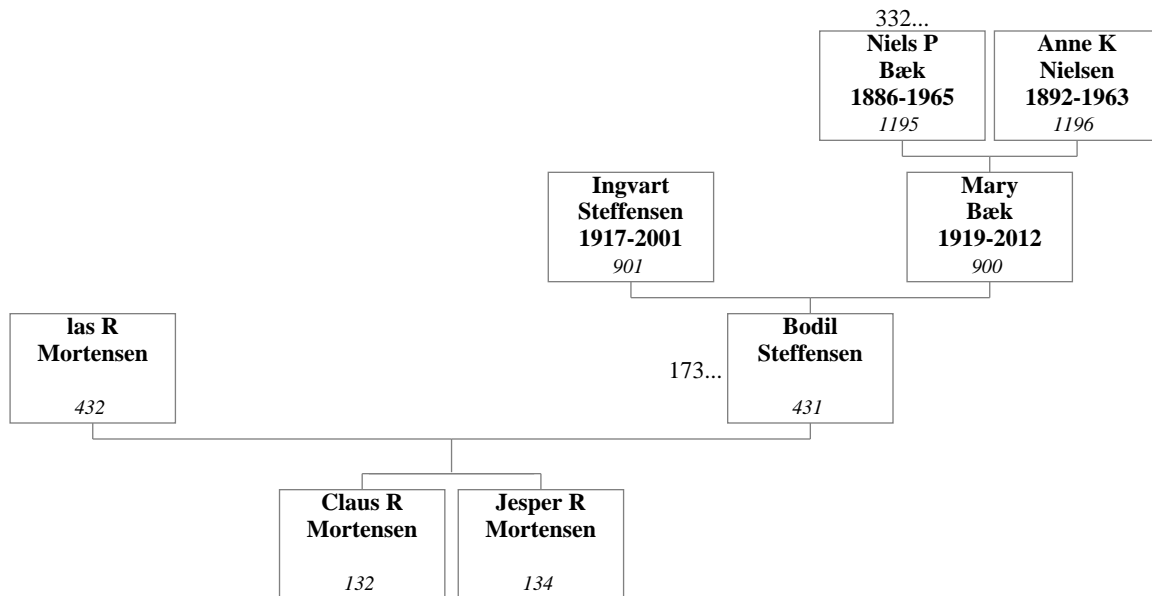 332...
Niels P
Bæk
1886-1965
1195
Anne K
Nielsen
1892-1963
1196
Ingvart
Steffensen
1917-2001
901
Mary
Bæk
1919-2012
900
las R
Mortensen
432
173...
Bodil
Steffensen
431
Claus R
Mortensen
132
Jesper R
Mortensen
134